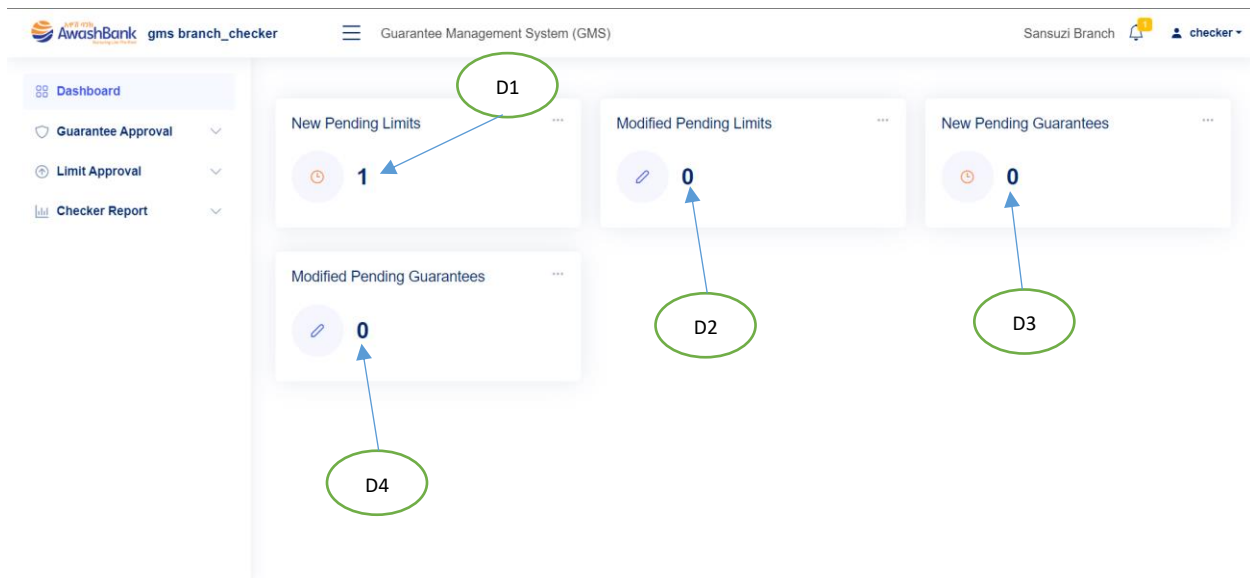 AwashBank gms branch_checker
Guarantee Management System (GMS)
Sansuzi Branch 1 checker
Dashboard
Guarantee Approval
Limit Approval
Checker Report
D1
New Pending Limits ...
1
Modified Pending Limits ...
0
New Pending Guarantees ...
0
Modified Pending Guarantees ...
0
D2
D3
D4